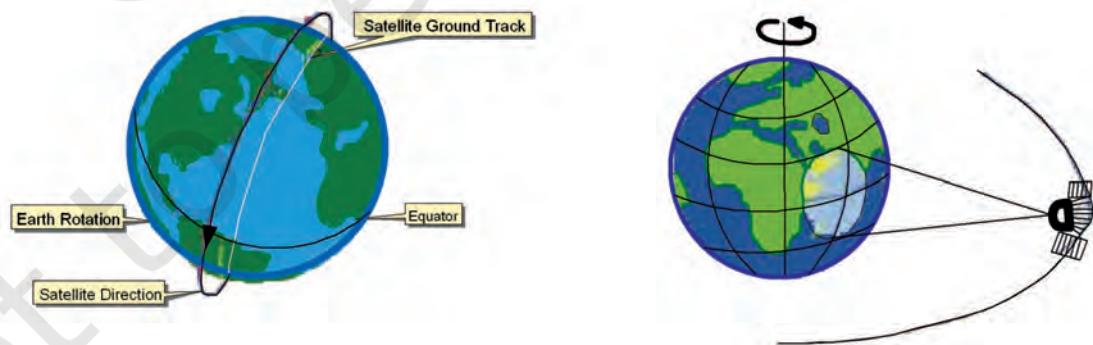 Satellite Ground Track
Earth Rotation
Equator
Satellite Direction